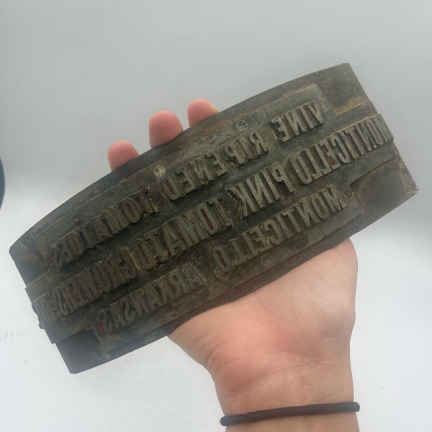 VINE RIPENED TOMATOES
MONTICELLO PINK TOMATO GROWERS
MONTICELLO
ARKANSAS